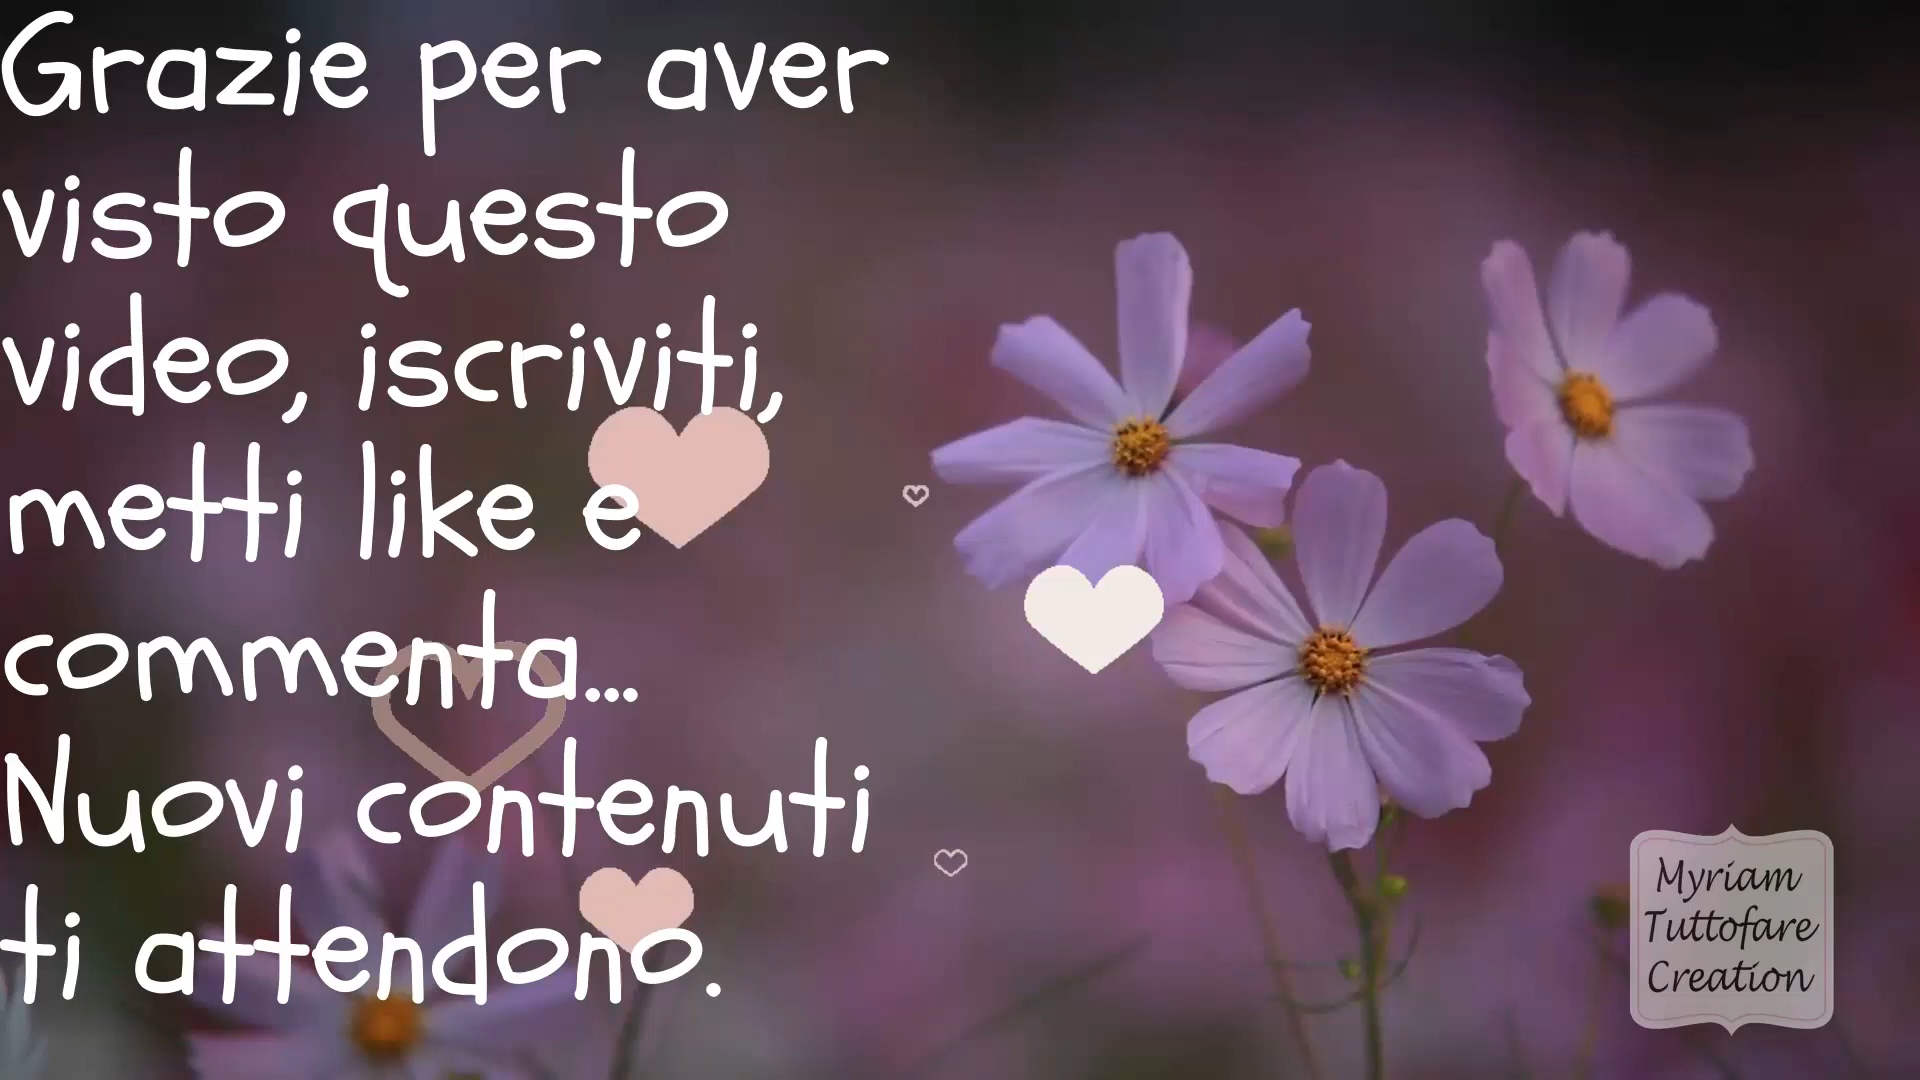 Grazie per aver
visto questo
video, iscriviti,
metti like e
commenta...
Nuovi contenuti
ti attendono.
Myriam
Tuttofare
Creation